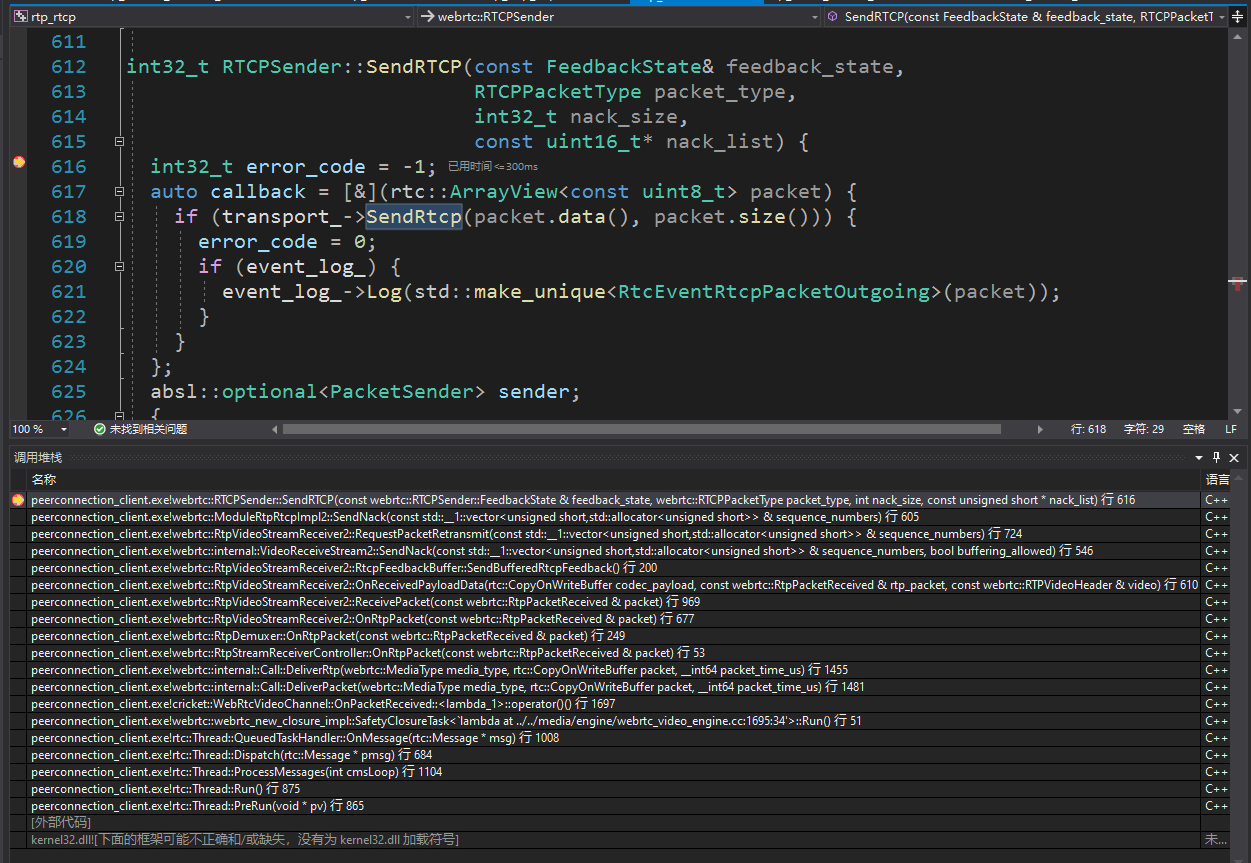 rtp_rtcp
webrtc::RTCPSender
SendRTCP(const FeedbackState & feedback_state, RTCPPacketT
611
612 int32_t RTCPSender::SendRTCP(const FeedbackState& feedback_state,
613 RTCPPacketType packet_type,
614 int32_t nack_size,
615 const uint16_t* nack_list) {
616 int32_t error_code = -1; 已用时间 <=300ms
617 auto callback = [&](rtc::ArrayView<const uint8_t> packet) {
618 if (transport_->SendRtcp(packet.data(), packet.size())) {
619 error_code = 0;
620 if (event_log_) {
621 event_log_->Log(std::make_unique<RtcEventRtcpPacketOutgoing>(packet));
622 }
623 }
624 };
625 absl::optional<PacketSender> sender;
626 {
100 % 未找到相关问题 行: 618 字符: 29 空格 LF
调用堆栈
名称 语言
peerconnection_client.exe!webrtc::RTCPSender::SendRTCP(const webrtc::RTCPSender::FeedbackState & feedback_state, webrtc::RTCPPacketType packet_type, int nack_size, const unsigned short * nack_list) 行 616 C++
peerconnection_client.exe!webrtc::ModuleRtpRtcpImpl2::SendNack(const std::__1::vector<unsigned short,std::allocator<unsigned short>> & sequence_numbers) 行 605 C++
peerconnection_client.exe!webrtc::RtpVideoStreamReceiver2::RequestPacketRetransmit(const std::__1::vector<unsigned short,std::allocator<unsigned short>> & sequence_numbers) 行 724 C++
peerconnection_client.exe!webrtc::internal::VideoReceiveStream2::SendNack(const std::__1::vector<unsigned short,std::allocator<unsigned short>> & sequence_numbers, bool buffering_allowed) 行 546 C++
peerconnection_client.exe!webrtc::RtpVideoStreamReceiver2::RtcpFeedbackBuffer::SendBufferedRtcpFeedback() 行 200 C++
peerconnection_client.exe!webrtc::RtpVideoStreamReceiver2::OnReceivedPayloadData(rtc::CopyOnWriteBuffer codec_payload, const webrtc::RtpPacketReceived & rtp_packet, const webrtc::RTPVideoHeader & video) 行 610 C++
peerconnection_client.exe!webrtc::RtpVideoStreamReceiver2::ReceivePacket(const webrtc::RtpPacketReceived & packet) 行 969 C++
peerconnection_client.exe!webrtc::RtpVideoStreamReceiver2::OnRtpPacket(const webrtc::RtpPacketReceived & packet) 行 677 C++
peerconnection_client.exe!webrtc::RtpDemuxer::OnRtpPacket(const webrtc::RtpPacketReceived & packet) 行 249 C++
peerconnection_client.exe!webrtc::RtpStreamReceiverController::OnRtpPacket(const webrtc::RtpPacketReceived & packet) 行 53 C++
peerconnection_client.exe!webrtc::internal::Call::DeliverRtp(webrtc::MediaType media_type, rtc::CopyOnWriteBuffer packet, __int64 packet_time_us) 行 1455 C++
peerconnection_client.exe!webrtc::internal::Call::DeliverPacket(webrtc::MediaType media_type, rtc::CopyOnWriteBuffer packet, __int64 packet_time_us) 行 1481 C++
peerconnection_client.exe!cricket::WebRtcVideoChannel::OnPacketReceived::<lambda_1>::operator()() 行 1697 C++
peerconnection_client.exe!webrtc::webrtc_new_closure_impl::SafetyClosureTask<`lambda at ../../media/engine/webrtc_video_engine.cc:1695:34'>::Run() 行 51 C++
peerconnection_client.exe!rtc::Thread::QueuedTaskHandler::OnMessage(rtc::Message * msg) 行 1008 C++
peerconnection_client.exe!rtc::Thread::Dispatch(rtc::Message * pmsg) 行 684 C++
peerconnection_client.exe!rtc::Thread::ProcessMessages(int cmsLoop) 行 1104 C++
peerconnection_client.exe!rtc::Thread::Run() 行 875 C++
peerconnection_client.exe!rtc::Thread::PreRun(void * pv) 行 865 C++
[外部代码]
kernel32.dll![下面的框架可能不正确和/或缺失，没有为 kernel32.dll 加载符号] 未...